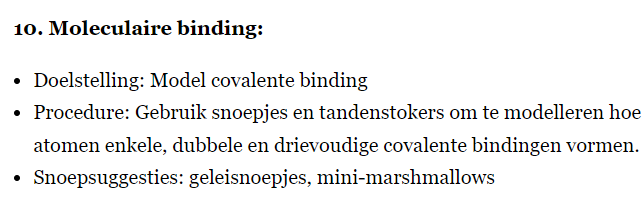 10. Moleculaire binding:
• Doelstelling: Model covalente binding
• Procedure: Gebruik snoepjes en tandenstokers om te modelleren hoe
atomen enkele, dubbele en drievoudige covalente bindingen vormen.
• Snoepsuggesties: geleisnoepjes, mini-marshmallows